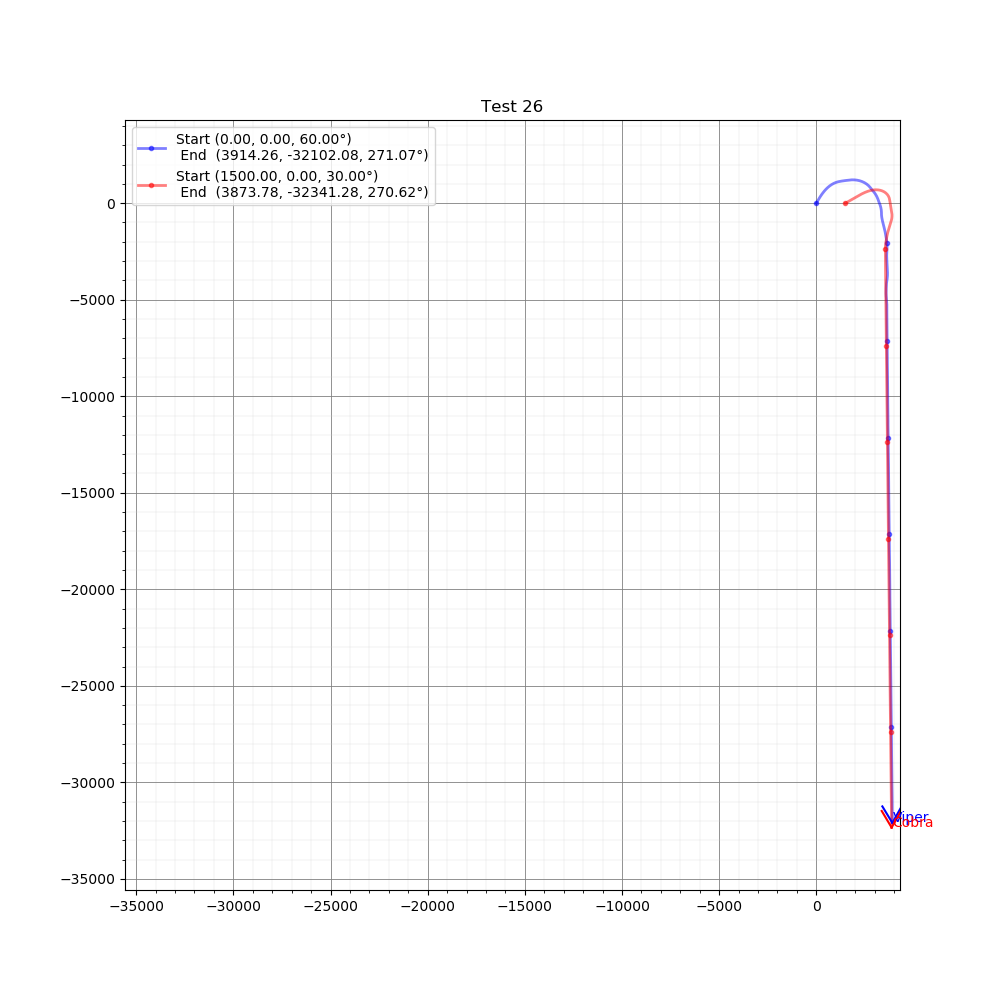 Test 26
Start (0.00, 0.00, 60.00°)
End (3914.26, -32102.08, 271.07°)
Start (1500.00, 0.00, 30.00°)
End (3873.78, -32341.28, 270.62°)
0
−5000
−10000
−15000
−20000
−25000
−30000
−35000
Viper
Cobra
−35000 −30000 −25000 −20000 −15000 −10000 −5000 0